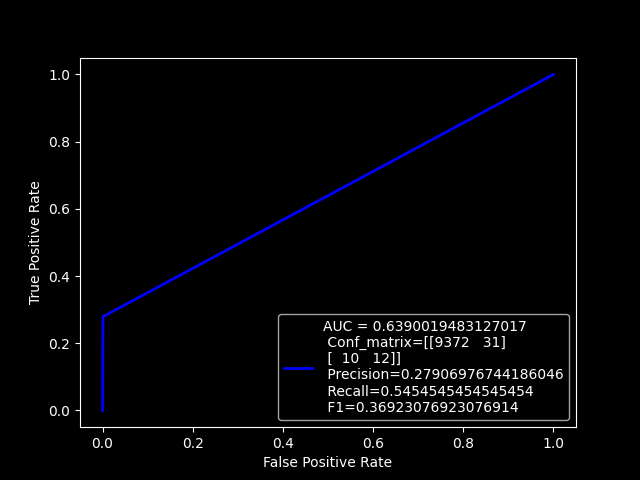 1.0
0.8
0.6
0.4
0.2
0.0
True Positive Rate
AUC = 0.6390019483127017
Conf_matrix=[[9372 31]
[ 10 12]]
Precision=0.27906976744186046
Recall=0.5454545454545454
F1=0.36923076923076914
0.0 0.2 0.4 0.6 0.8 1.0
False Positive Rate